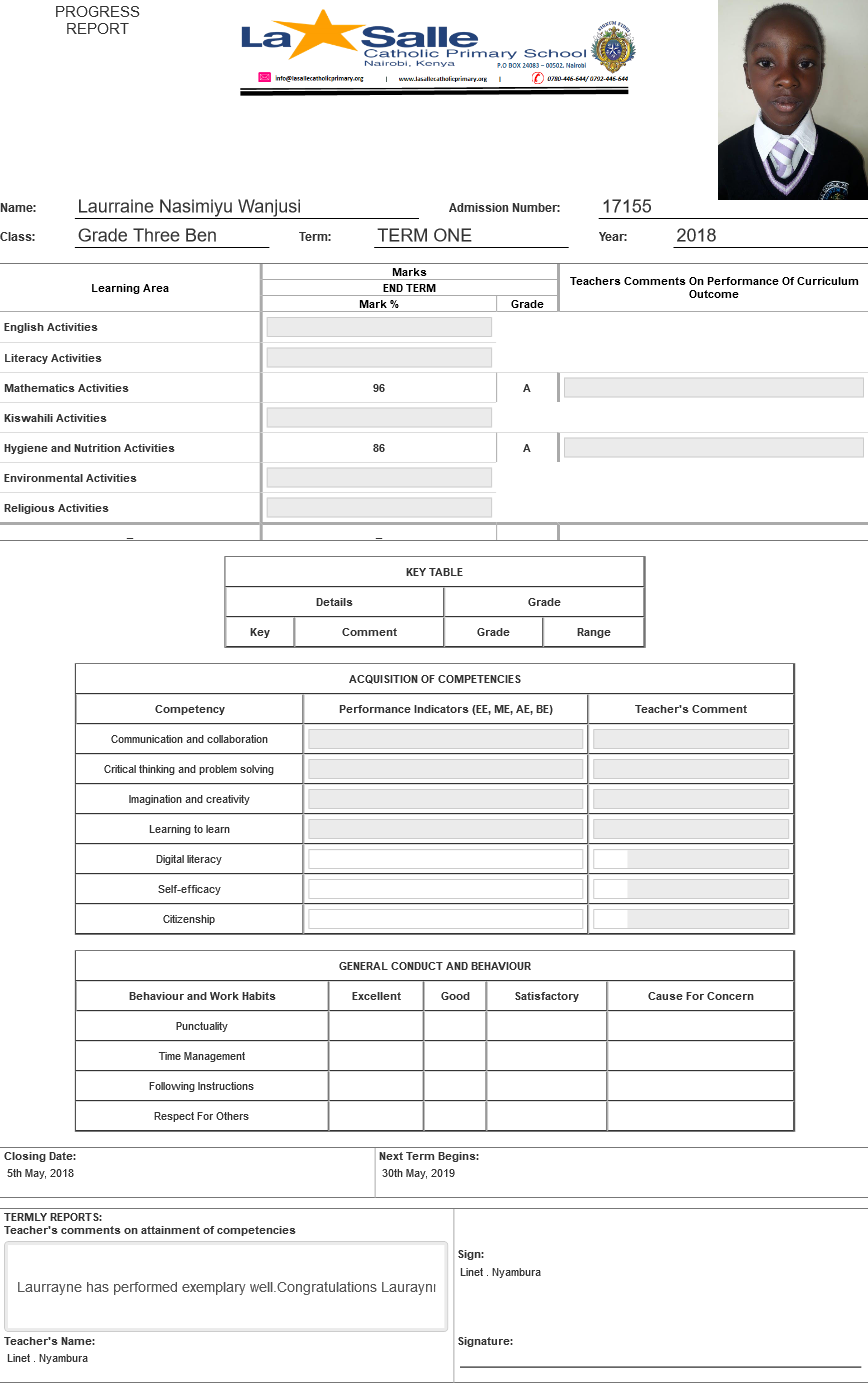 PROGRESS
REPORT
La Salle
Catholic Primary School
Nairobi, Kenya
P.O BOX 24083 – 00502, Nairobi
info@lasallecatholicprimary.org | www.lasallecatholicprimary.org | 0780-446-644/ 0792-446-644
Name: Laurraine Nasimiyu Wanjusi Admission Number: 17155
Class: Grade Three Ben Term: TERM ONE Year: 2018
Learning Area Marks Teachers Comments On Performance Of Curriculum Outcome
END TERM
Mark % Grade
English Activities
Literacy Activities
Mathematics Activities 96 A
Kiswahili Activities
Hygiene and Nutrition Activities 86 A
Environmental Activities
Religious Activities
_ _
KEY TABLE
Details Grade
Key Comment Grade Range
ACQUISITION OF COMPETENCIES
Competency Performance Indicators (EE, ME, AE, BE) Teacher's Comment
Communication and collaboration
Critical thinking and problem solving
Imagination and creativity
Learning to learn
Digital literacy
Self-efficacy
Citizenship
GENERAL CONDUCT AND BEHAVIOUR
Behaviour and Work Habits Excellent Good Satisfactory Cause For Concern
Punctuality
Time Management
Following Instructions
Respect For Others
Closing Date: Next Term Begins:
5th May, 2018 30th May, 2019
TERMLY REPORTS:
Teacher's comments on attainment of competencies
Laurrayne has performed exemplary well.Congratulations
Sign:
Linet . Nyambura
Teacher's Name: Signature:
Linet . Nyambura